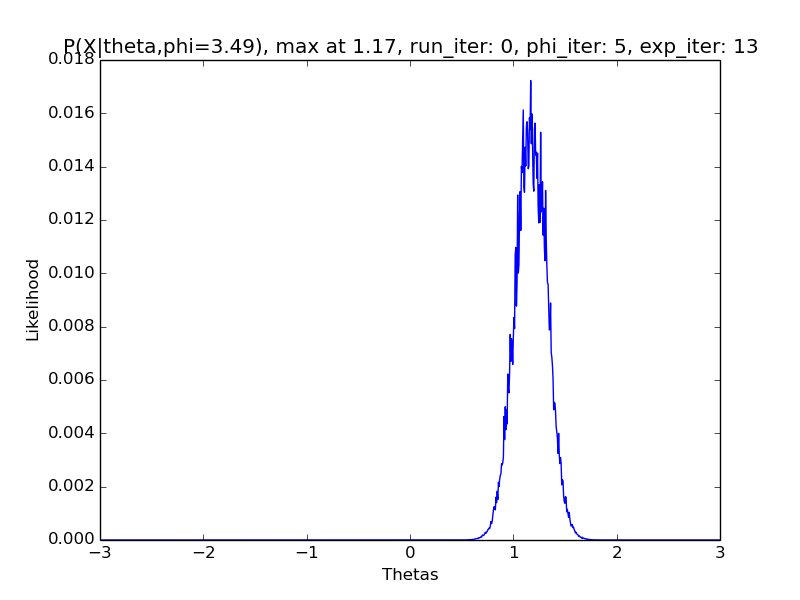 P(X|theta,phi=3.49), max at 1.17, run_iter: 0, phi_iter: 5, exp_iter: 13
0.018
0.016
0.014
0.012
0.010
0.008
0.006
0.004
0.002
0.000
Likelihood
−3 −2 −1 0 1 2 3
Thetas